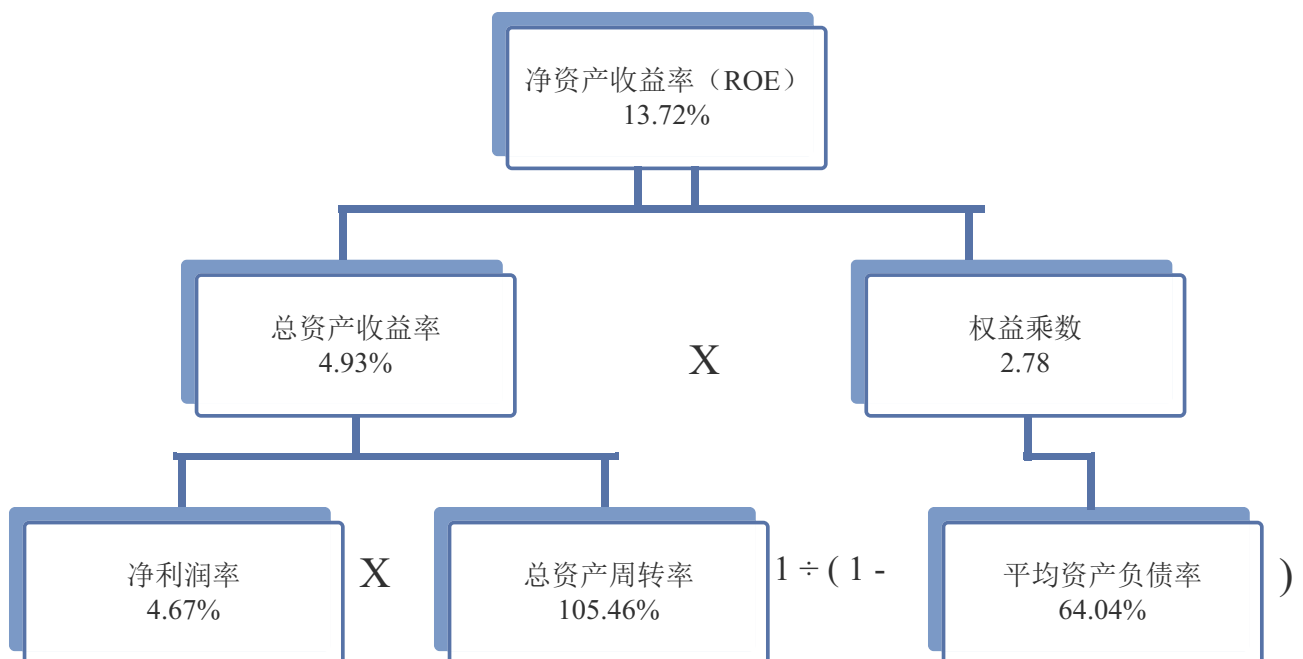 净资产收益率（ROE）
13.72%
总资产收益率
4.93%
X
权益乘数
2.78
净利润率
4.67%
X
总资产周转率
105.46%
1 ÷ ( 1 -
平均资产负债率
64.04%
)